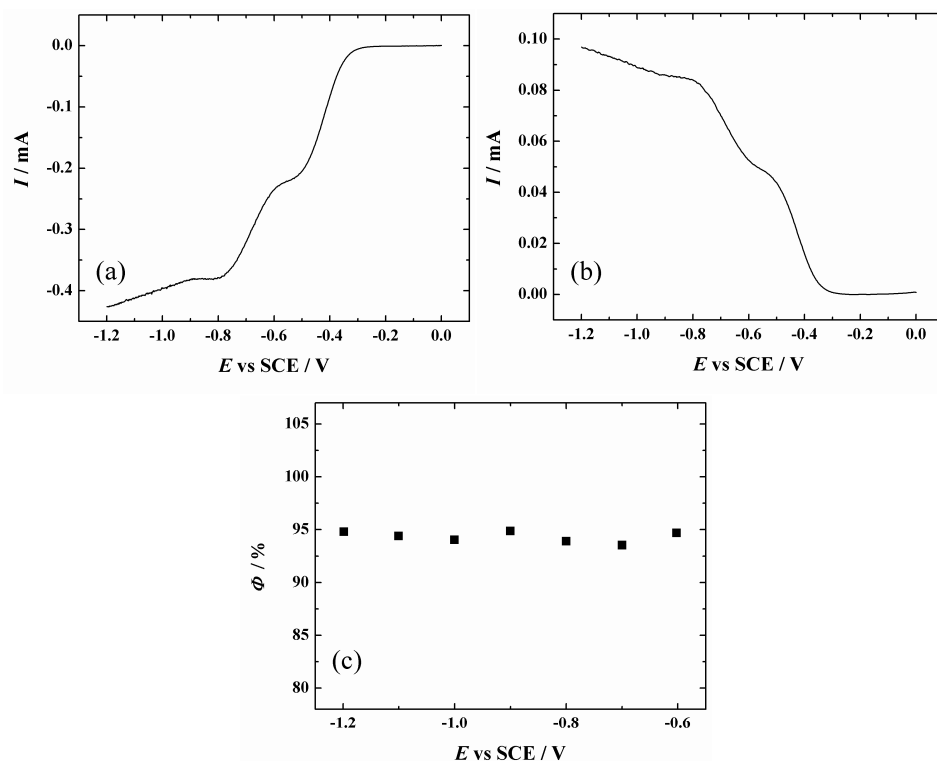 0.0
-0.1
-0.2
-0.3
-0.4
I / mA
(a)
-1.2 -1.0 -0.8 -0.6 -0.4 -0.2 0.0
E vs SCE / V
0.10
0.08
0.06
0.04
0.02
0.00
I / mA
(b)
-1.2 -1.0 -0.8 -0.6 -0.4 -0.2 0.0
E vs SCE / V
105
100
95
90
85
80
Φ / %
(c)
-1.2 -1.0 -0.8 -0.6
E vs SCE / V